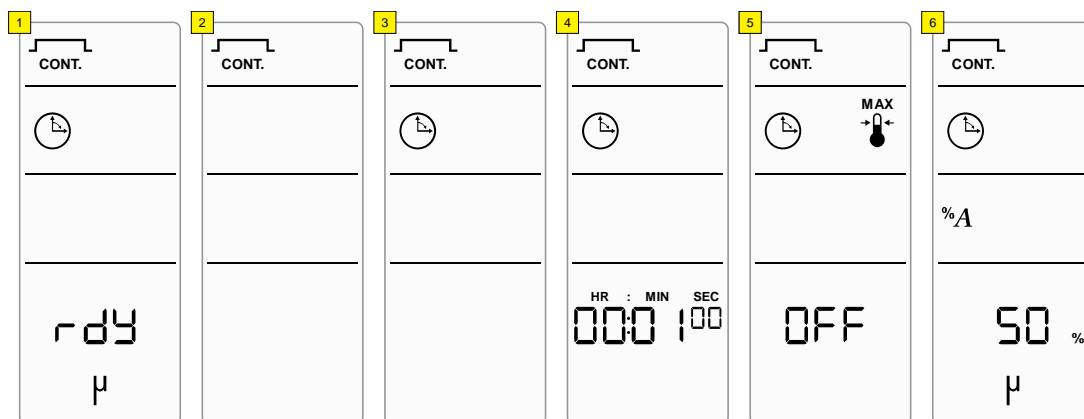 1 2 3 4 5 6
CONT. CONT. CONT. CONT. CONT. CONT.
MAX
%A
HR : MIN SEC
rdY 00:01 00 OFF 50 %
µ µ